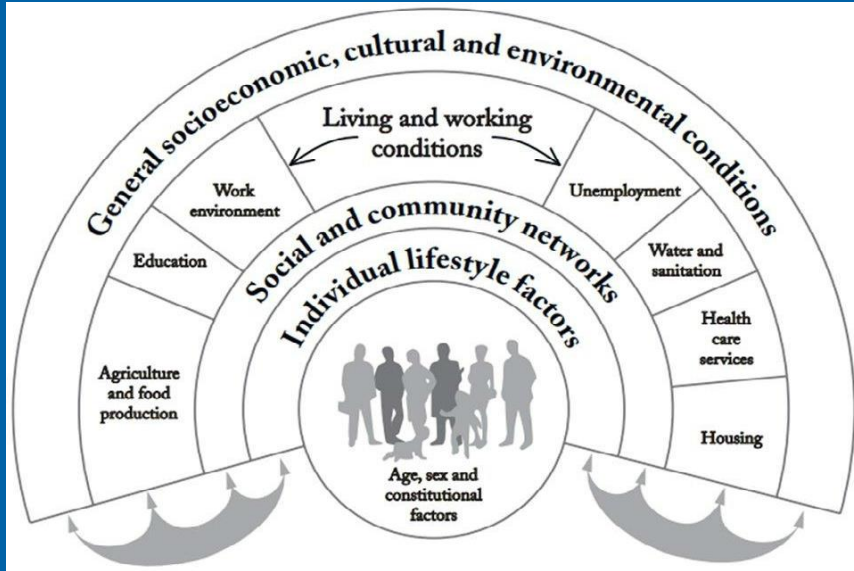 General socioeconomic, cultural and environmental conditions
Living and working
conditions
Work
environment
Unemployment
Education
Water and
sanitation
Agriculture
and food
production
Health
care
services
Housing
Social and community networks
Individual lifestyle factors
Age, sex and
constitutional
factors